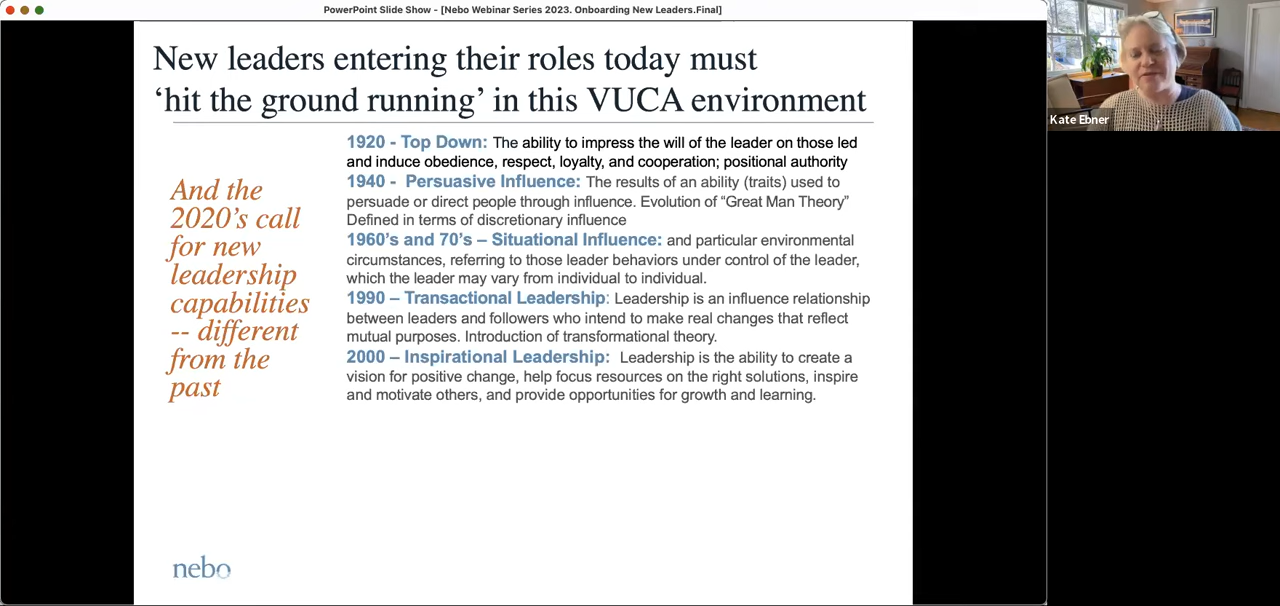 PowerPoint Slide Show - [Nebo Webinar Series 2023. Onboarding New Leaders.Final]
New leaders entering their roles today must
‘hit the ground running’ in this VUCA environment
And the
2020’s call
for new
leadership
capabilities
-- different
from the
past
1920 - Top Down: The ability to impress the will of the leader on those led
and induce obedience, respect, loyalty, and cooperation; positional authority
1940 - Persuasive Influence: The results of an ability (traits) used to
persuade or direct people through influence. Evolution of “Great Man Theory”
Defined in terms of discretionary influence
1960’s and 70’s – Situational Influence: and particular environmental
circumstances, referring to those leader behaviors under control of the leader,
which the leader may vary from individual to individual.
1990 – Transactional Leadership: Leadership is an influence relationship
between leaders and followers who intend to make real changes that reflect
mutual purposes. Introduction of transformational theory.
2000 – Inspirational Leadership: Leadership is the ability to create a
vision for positive change, help focus resources on the right solutions, inspire
and motivate others, and provide opportunities for growth and learning.
nebo
Kate Ebner